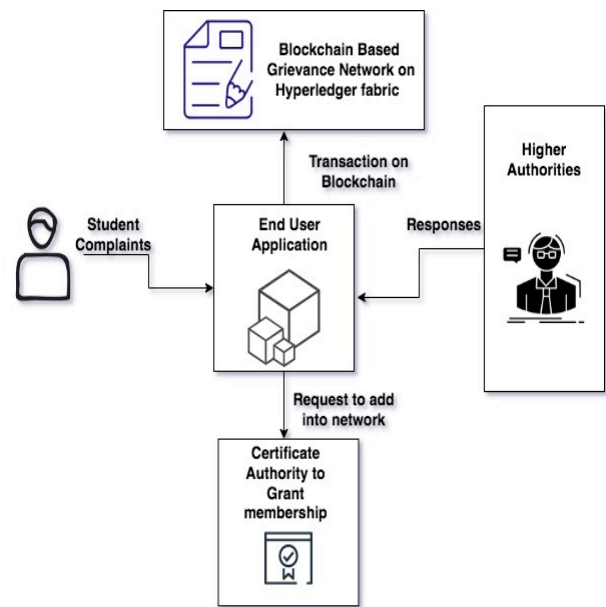 Blockchain Based
Grievance Network on
Hyperledger fabric
Higher
Authorities
Transaction on
Blockchain
Student
Complaints
End User
Application
Responses
Request to add
into network
Certificate
Authority to
Grant
membership